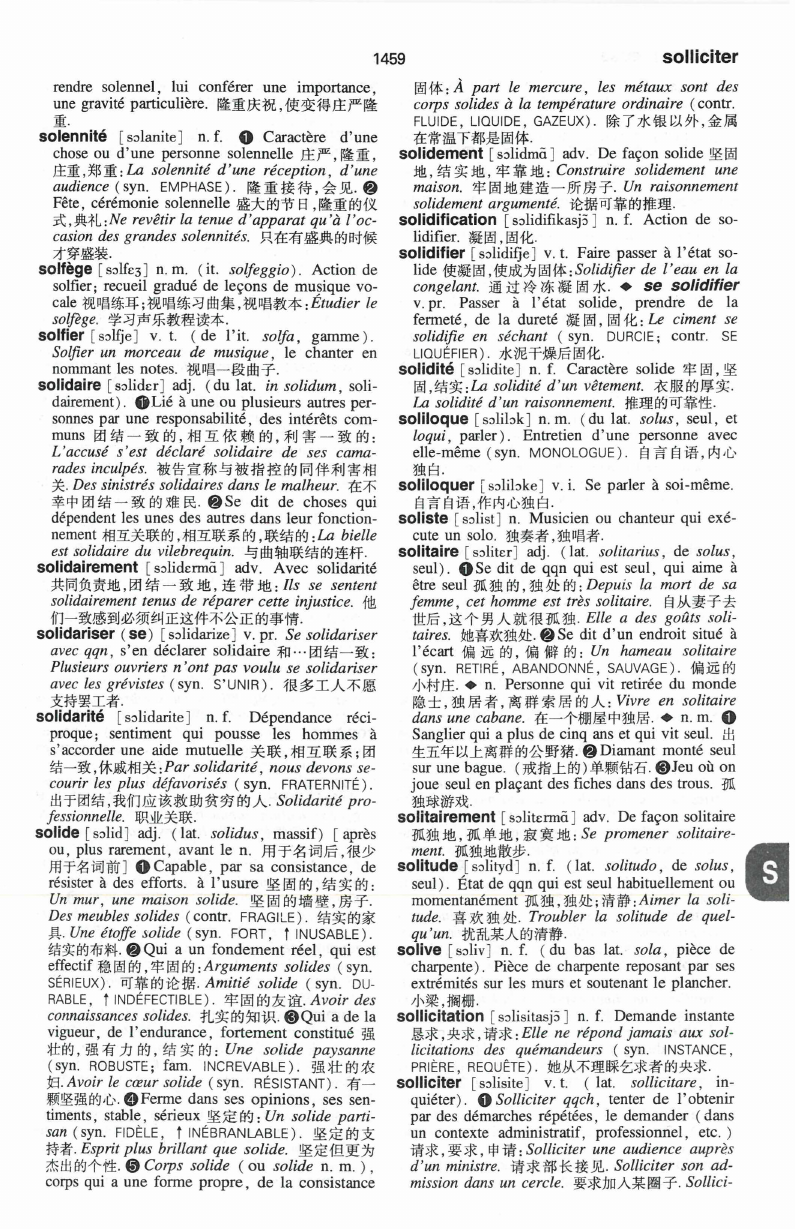 1459
solliciter
rendre solennel, lui conférer une importance,
une gravité particulière. 隆重庆祝,使变得庄严隆
重.
solennité [sɔlanite] n. f. ❶ Caractère d'une
chose ou d'une personne solennelle 庄严,隆重,
庄重,郑重:La solennité d'une réception, d'une
audience (syn. EMPHASE). 隆重接待,会见. ❷
Fête, cérémonie solennelle 盛大的节日,隆重的仪
式,典礼:Ne revêtir la tenue d'apparat qu'à l'oc-
casion des grandes solennités. 只在有盛典的时候
才穿盛装.
solfège [sɔlfɛʒ] n. m. (it. solfeggio). Action de
solfier; recueil gradué de leçons de musique vo-
cale 视唱练耳;视唱练习曲集,视唱教本:Étudier le
solfège. 学习声乐教程读本.
solfier [sɔlfje] v. t. (de l'it. solfa, gamme).
Solfier un morceau de musique, le chanter en
nommant les notes. 视唱一段曲子.
solidaire [sɔlidɛr] adj. (du lat. in solidum, soli-
dairement). ❶Lié à une ou plusieurs autres per-
sonnes par une responsabilité, des intérêts com-
muns 团结一致的,相互依赖的,利害一致的:
L'accusé s'est déclaré solidaire de ses cama-
rades inculpés. 被告宣称与被指控的同伴利害相
关. Des sinistrés solidaires dans le malheur. 在不
幸中团结一致的难民. ❷Se dit de choses qui
dépendent les unes des autres dans leur fonction-
nement 相互关联的,相互联系的,联结的:La bielle
est solidaire du vilebrequin. 与曲轴联结的连杆.
solidairement [sɔlidɛrmɑ̃] adv. Avec solidarité
共同负责地,团结一致地,连带地:Ils se sentent
solidairement tenus de réparer cette injustice. 他
们一致感到必须纠正这件不公正的事情.
solidariser (se) [sɔlidarize] v. pr. Se solidariser
avec qqn, s'en déclarer solidaire 和…团结一致:
Plusieurs ouvriers n'ont pas voulu se solidariser
avec les grévistes (syn. S'UNIR). 很多工人不愿
支持罢工者.
solidarité [sɔlidarite] n. f. Dépendance réci-
proque; sentiment qui pousse les hommes à
s'accorder une aide mutuelle 关联,相互联系;团
结一致,休戚相关:Par solidarité, nous devons se-
courir les plus défavorisés (syn. FRATERNITÉ).
出于团结,我们应该救助贫穷的人. Solidarité pro-
fessionnelle. 职业关联.
solide [sɔlid] adj. (lat. solidus, massif) [après
ou, plus rarement, avant le n. 用于名词后,很少
用于名词前] ❶Capable, par sa consistance, de
résister à des efforts. à l'usure 坚固的,结实的:
Un mur, une maison solide. 坚固的墙壁,房子.
Des meubles solides (contr. FRAGILE). 结实的家
具. Une étoffe solide (syn. FORT, ↑ INUSABLE).
结实的布料. ❷Qui a un fondement réel, qui est
effectif 稳固的,牢固的:Arguments solides (syn.
SÉRIEUX). 可靠的论据. Amitié solide (syn. DU-
RABLE, ↑ INDÉFECTIBLE). 牢固的友谊. Avoir des
connaissances solides. 扎实的知识. ❸Qui a de la
vigueur, de l'endurance, fortement constitué 强
壮的,强有力的,结实的: Une solide paysanne
(syn. ROBUSTE; fam. INCREVABLE). 强壮的农
妇. Avoir le cœur solide (syn. RÉSISTANT). 有一
颗坚强的心. ❹Ferme dans ses opinions, ses sen-
timents, stable, sérieux 坚定的:Un solide parti-
san (syn. FIDÈLE, ↑ INÉBRANLABLE). 坚定的支
持者. Esprit plus brillant que solide. 坚定但更为
杰出的个性. ❺ Corps solide (ou solide n. m.),
corps qui a une forme propre, de la consistance
固体: À part le mercure, les métaux sont des
corps solides à la température ordinaire (contr.
FLUIDE, LIQUIDE, GAZEUX). 除了水银以外,金属
在常温下都是固体.
solidement [sɔlidmɑ̃] adv. De façon solide 坚固
地,结实地,牢靠地: Construire solidement une
maison. 牢固地建造一所房子. Un raisonnement
solidement argumenté. 论据可靠的推理.
solidification [sɔlidifikasjɔ̃] n. f. Action de so-
lidifier. 凝固,固化.
solidifier [sɔlidifje] v. t. Faire passer à l'état so-
lide 使凝固,使成为固体:Solidifier de l'eau en la
congelant. 通过冷冻凝固水. ◆ se solidifier
v. pr. Passer à l'état solide, prendre de la
fermeté, de la dureté 凝固,固化: Le ciment se
solidifie en séchant (syn. DURCIE; contr. SE
LIQUÉFIER). 水泥干燥后固化.
solidité [sɔlidite] n. f. Caractère solide 牢固,坚
固,结实:La solidité d'un vêtement. 衣服的厚实.
La solidité d'un raisonnement. 推理的可靠性.
soliloque [sɔlilɔk] n. m. (du lat. solus, seul, et
loqui, parler). Entretien d'une personne avec
elle-même (syn. MONOLOGUE). 自言自语,内心
独白.
soliloquer [sɔlilɔke] v. i. Se parler à soi-même.
自言自语,作内心独白.
soliste [sɔlist] n. Musicien ou chanteur qui exé-
cute un solo. 独奏者,独唱者.
solitaire [sɔlitɛr] adj. (lat. solitarius, de solus,
seul). ❶Se dit de qqn qui est seul, qui aime à
être seul 孤独的,独处的: Depuis la mort de sa
femme, cet homme est très solitaire. 自从妻子去
世后,这个男人就很孤独. Elle a des goûts soli-
taires. 她喜欢独处. ❷Se dit d'un endroit situé à
l'écart 偏远的,偏僻的: Un hameau solitaire
(syn. RETIRÉ, ABANDONNÉ, SAUVAGE). 偏远的
小村庄. ◆ n. Personne qui vit retirée du monde
隐士,独居者,离群索居的人: Vivre en solitaire
dans une cabane. 在一个棚屋中独居. ◆ n. m. ❶
Sanglier qui a plus de cinq ans et qui vit seul. 出
生五年以上离群的公野猪. ❷Diamant monté seul
sur une bague. (戒指上的)单颗钻石. ❸Jeu où on
joue seul en plaçant des fiches dans des trous. 孤
独球游戏.
solitairement [sɔlitɛrmɑ̃] adv. De façon solitaire
孤独地,孤单地,寂寞地: Se promener solitaire-
ment. 孤独地散步.
solitude [sɔlityd] n. f. (lat. solitudo, de solus,
seul). État de qqn qui est seul habituellement ou
momentanément 孤独,独处;清静:Aimer la soli-
tude. 喜欢独处. Troubler la solitude de quel-
qu'un. 扰乱某人的清静.
S
solive [sɔliv] n. f. (du bas lat. sola, pièce de
charpente). Pièce de charpente reposant par ses
extrémités sur les murs et soutenant le plancher.
小梁,搁栅.
sollicitation [sɔlisitasjɔ̃] n. f. Demande instante
恳求,央求,请求:Elle ne répond jamais aux sol-
licitations des quémandeurs (syn. INSTANCE,
PRIÈRE, REQUÊTE). 她从不理睬乞求者的央求.
solliciter [sɔlisite] v. t. (lat. sollicitare, in-
quiéter). ❶ Solliciter qqch, tenter de l'obtenir
par des démarches répétées, le demander (dans
un contexte administratif, professionnel, etc.)
请求,要求,申请: Solliciter une audience auprès
d'un ministre. 请求部长接见. Solliciter son ad-
mission dans un cercle. 要求加入某圈子. Sollici-